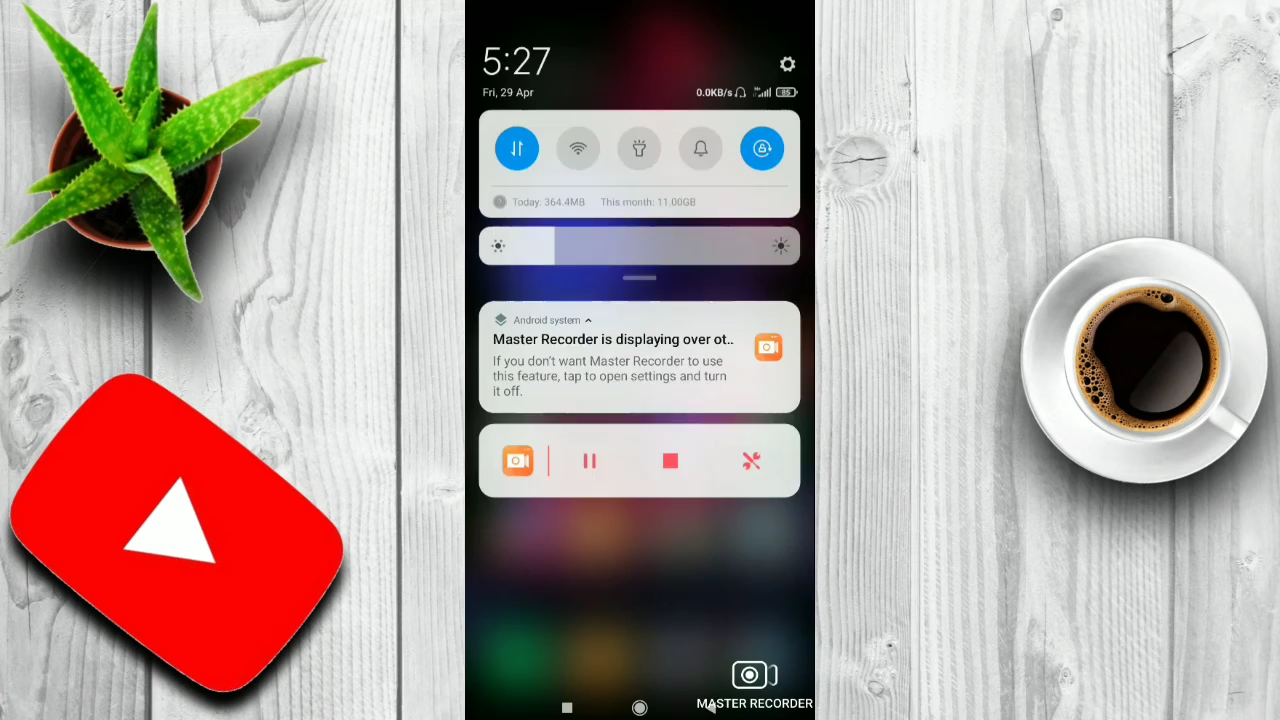 5:27
Fri, 29 Apr
0.0KB/s
85
Today: 364.4MB This month: 11.00GB
Android system
Master Recorder is displaying over ot..
If you don't want Master Recorder to use
this feature, tap to open settings and turn
it off.
MASTER RECORDER